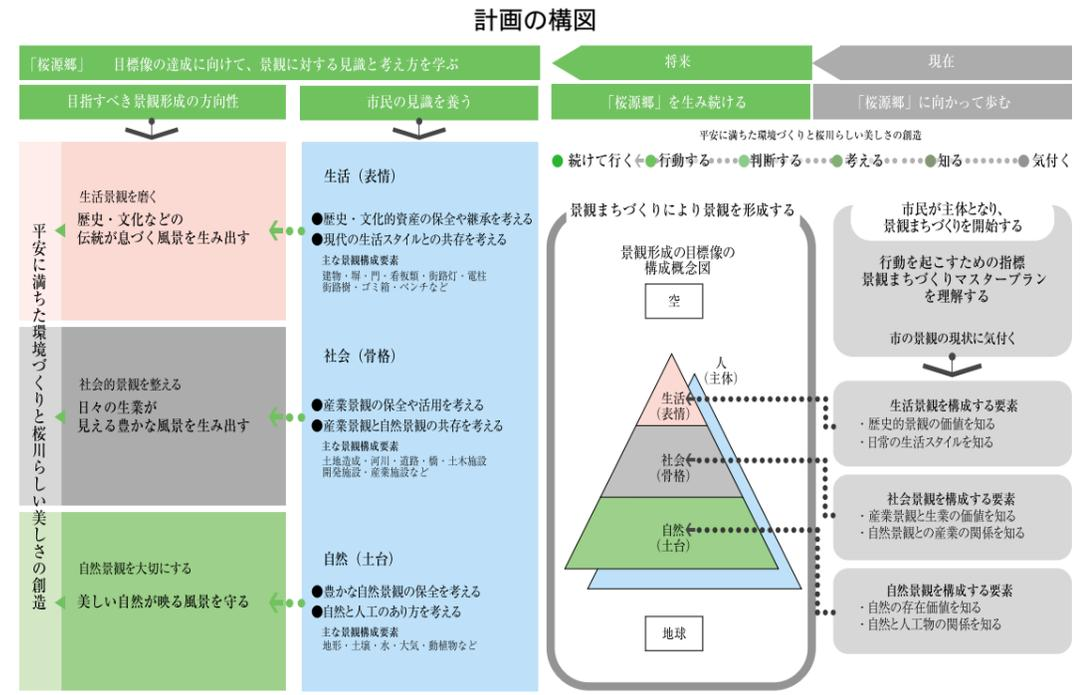 計画の構図
「桜源郷」　目標像の達成に向けて、景観に対する見識と考え方を学ぶ
将来
現在
目指すべき景観形成の方向性
市民の見識を養う
「桜源郷」を生み続ける
「桜源郷」に向かって歩む
平安に満ちた環境づくりと桜川らしい美しさの創造
生活景観を磨く
歴史・文化などの
伝統が息づく風景を生み出す
社会的景観を整える
日々の生業が
見える豊かな風景を生み出す
自然景観を大切にする
美しい自然が映る風景を守る
生活（表情）
●歴史・文化的資産の保全や継承を考える
●現代の生活スタイルとの共存を考える
主な景観構成要素
建物・塀・門・看板類・街路灯・電柱
街路樹・ゴミ箱・ベンチなど
社会（骨格）
●産業景観の保全や活用を考える
●産業景観と自然景観の共存を考える
主な景観構成要素
土地造成・河川・道路・橋・土木施設
開発施設・産業施設など
自然（土台）
●豊かな自然景観の保全を考える
●自然と人工のあり方を考える
主な景観構成要素
地形・土壌・水・大気・動植物など
平安に満ちた環境づくりと桜川らしい美しさの創造
続けて行く
行動する
判断する
考える
知る
気付く
景観まちづくりにより景観を形成する
景観形成の目標像の
構成概念図
空
人
（主体）
生活
（表情）
社会
（骨格）
自然
（土台）
地球
市民が主体となり、
景観まちづくりを開始する
行動を起こすための指標
景観まちづくりマスタープラン
を理解する
市の景観の現状に気付く
生活景観を構成する要素
・歴史的景観の価値を知る
・日常の生活スタイルを知る
社会景観を構成する要素
・産業景観と生業の価値を知る
・自然景観との産業の関係を知る
自然景観を構成する要素
・自然の存在価値を知る
・自然と人工物の関係を知る